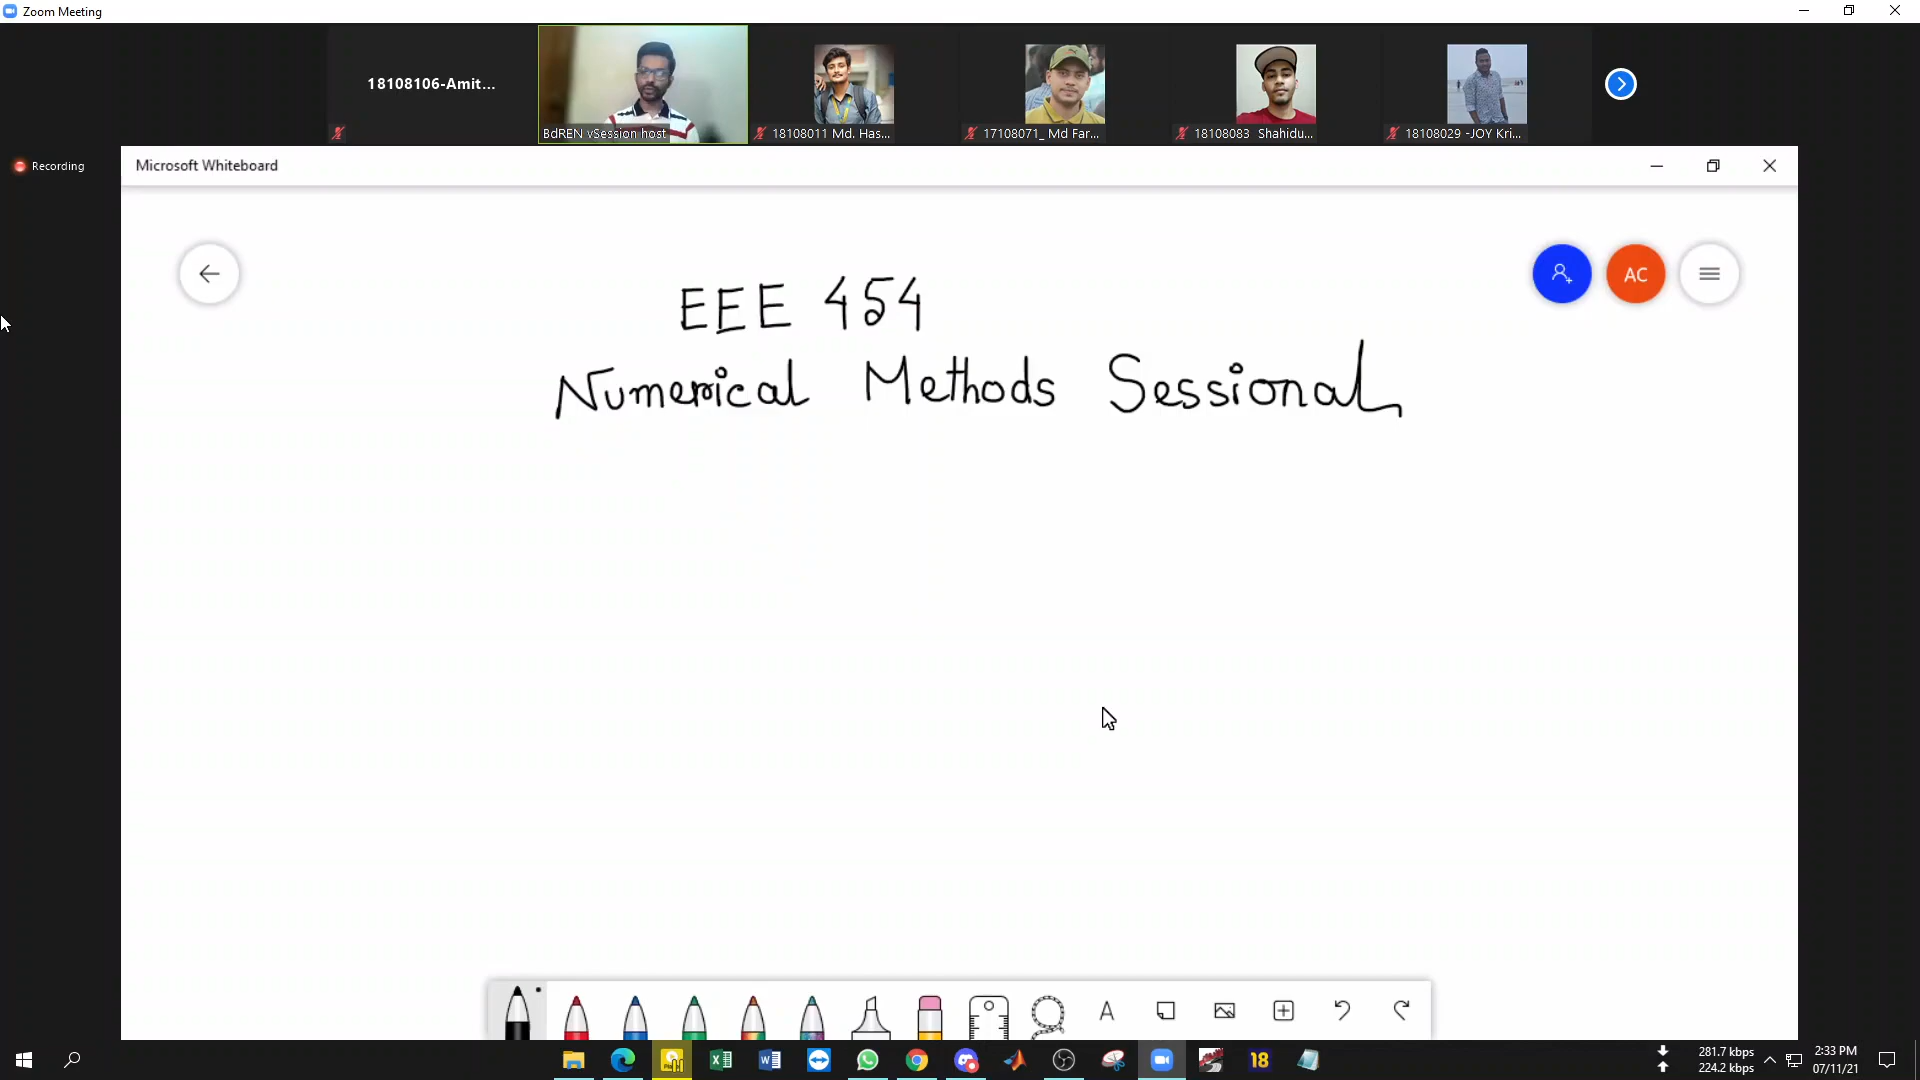 Zoom Meeting
18108106-Amit...
BdREN vSession host
18108011 Md. Has...
17108071_ Md Far...
18108083 Shahidu...
18108029 -JOY Kri...
Recording
Microsoft Whiteboard
AC
EEE 454
Numerical Methods Sessional
A
18
281.7 kbps
224.2 kbps
2:33 PM
07/11/21